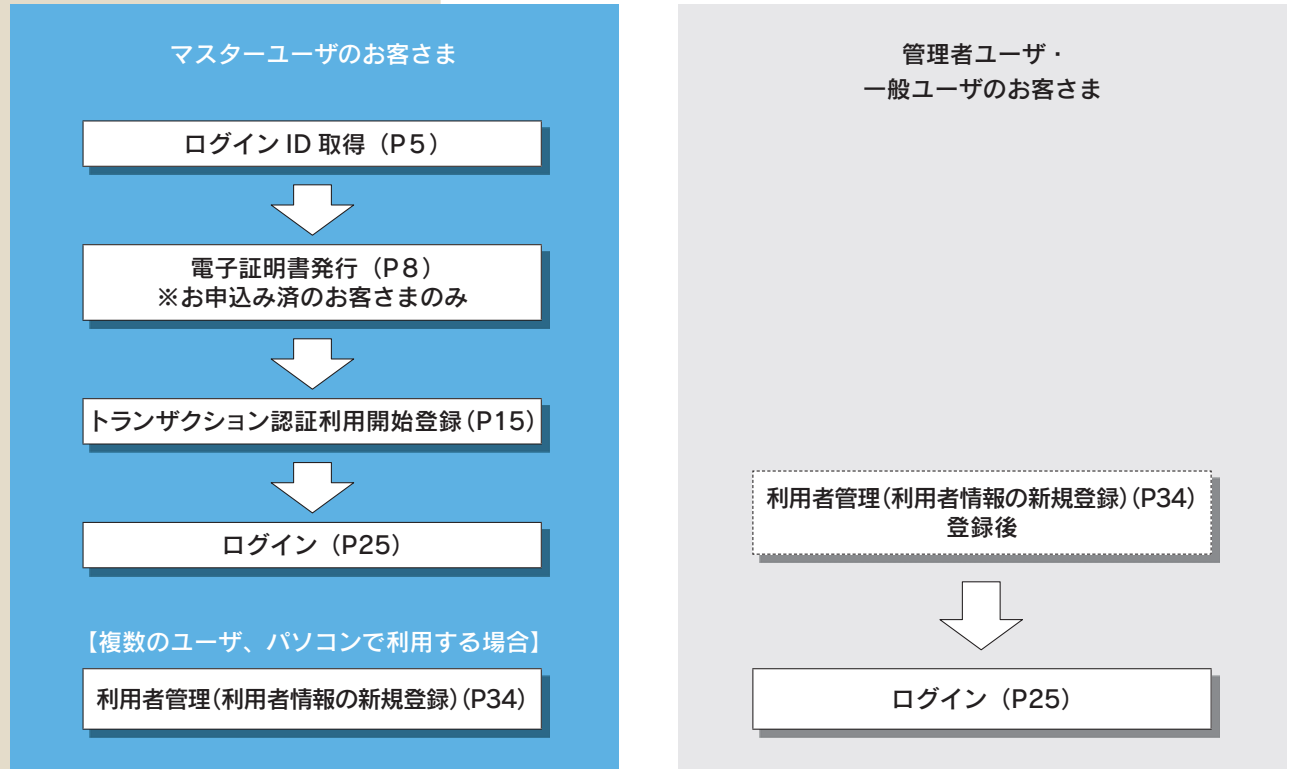 マスターユーザのお客さま
ログイン ID 取得（P５）
電子証明書発行（P８）
※お申込み済のお客さまのみ
トランザクション認証利用開始登録（P15）
ログイン（P25）
【複数のユーザ、パソコンで利用する場合】
利用者管理（利用者情報の新規登録）（P34）
管理者ユーザ・
一般ユーザのお客さま
利用者管理（利用者情報の新規登録）（P34）
登録後
ログイン（P25）